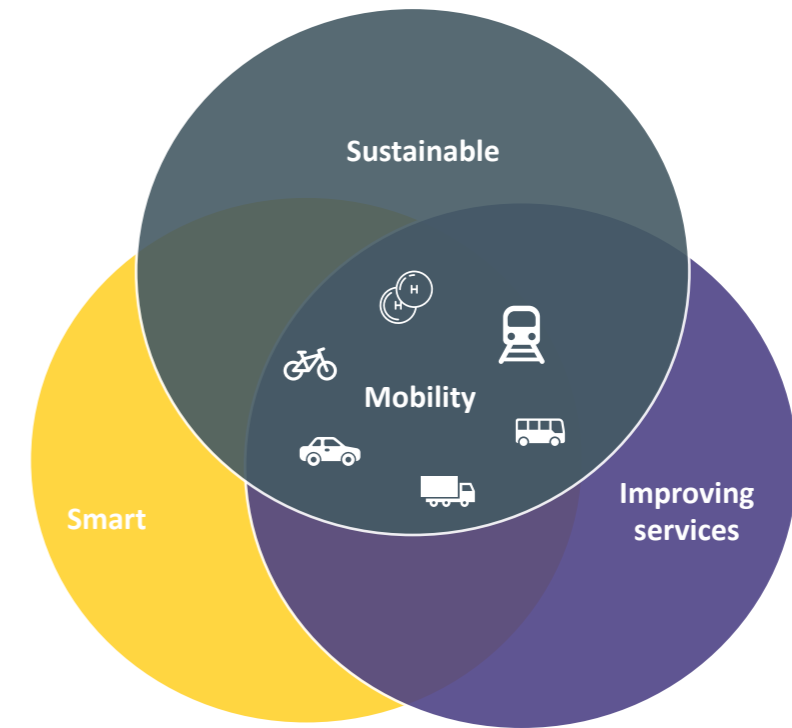 Sustainable
H
H
Mobility
Improving
services
Smart